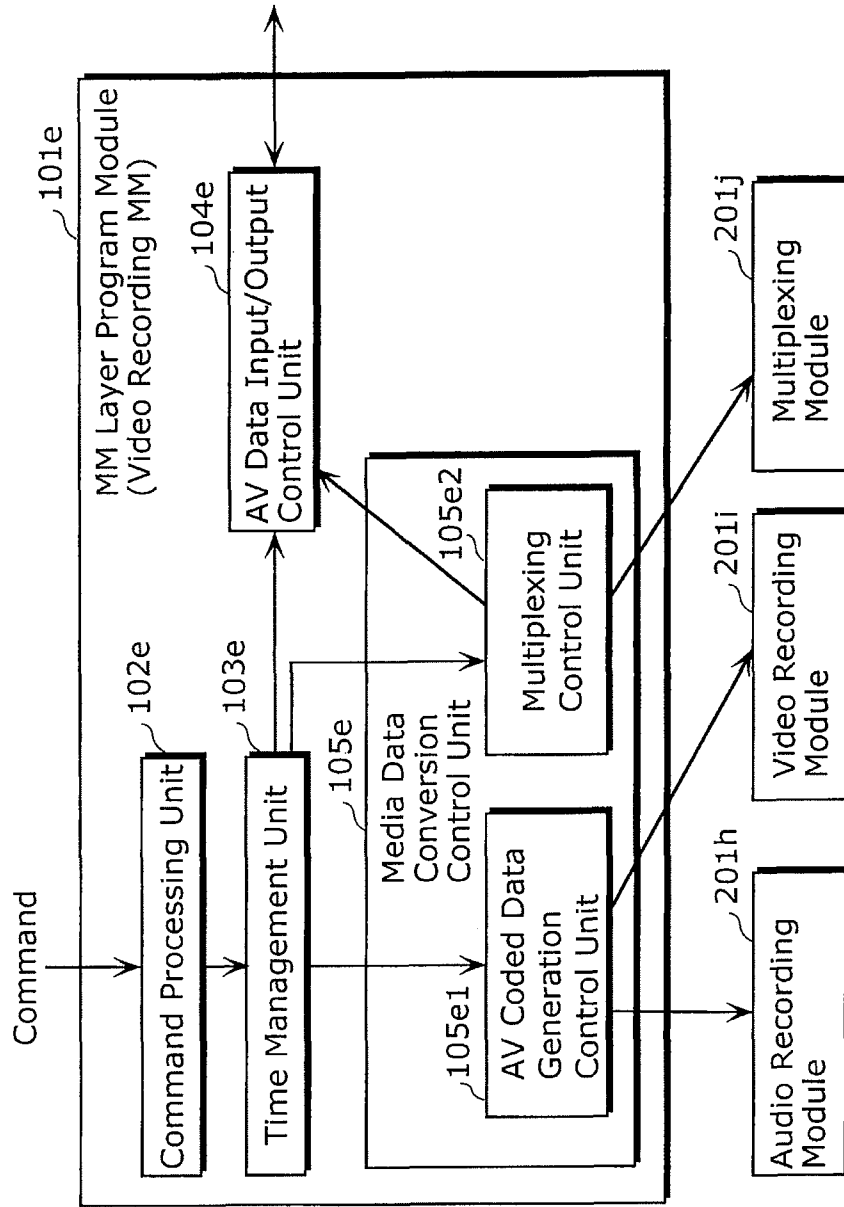 Command
101e
MM Layer Program Module
(Video Recording MM)
102e
Command Processing Unit
103e
Time Management Unit
104e
AV Data Input/Output
Control Unit
105e
Media Data
Conversion
Control Unit
105e1
AV Coded Data
Generation
Control Unit
105e2
Multiplexing
Control Unit
201h
Audio Recording
Module
201i
Video Recording
Module
201j
Multiplexing
Module